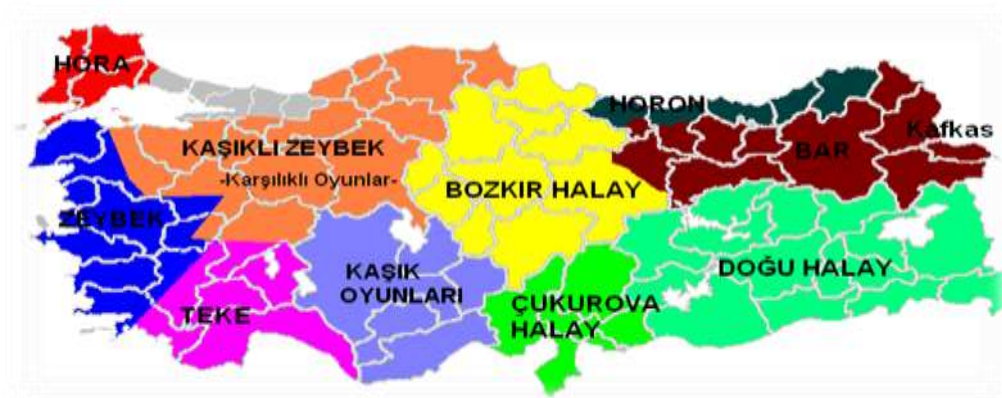 HORA
HORON
Kafkas
KAŞIKLI ZEYBEK
BAR
-Karşılıklı Oyunlar-
BOZKIR HALAY
ZEYBEK
KAŞIK
OYUNLARI
DOĞU HALAY
TEKE
ÇUKUROVA
HALAY